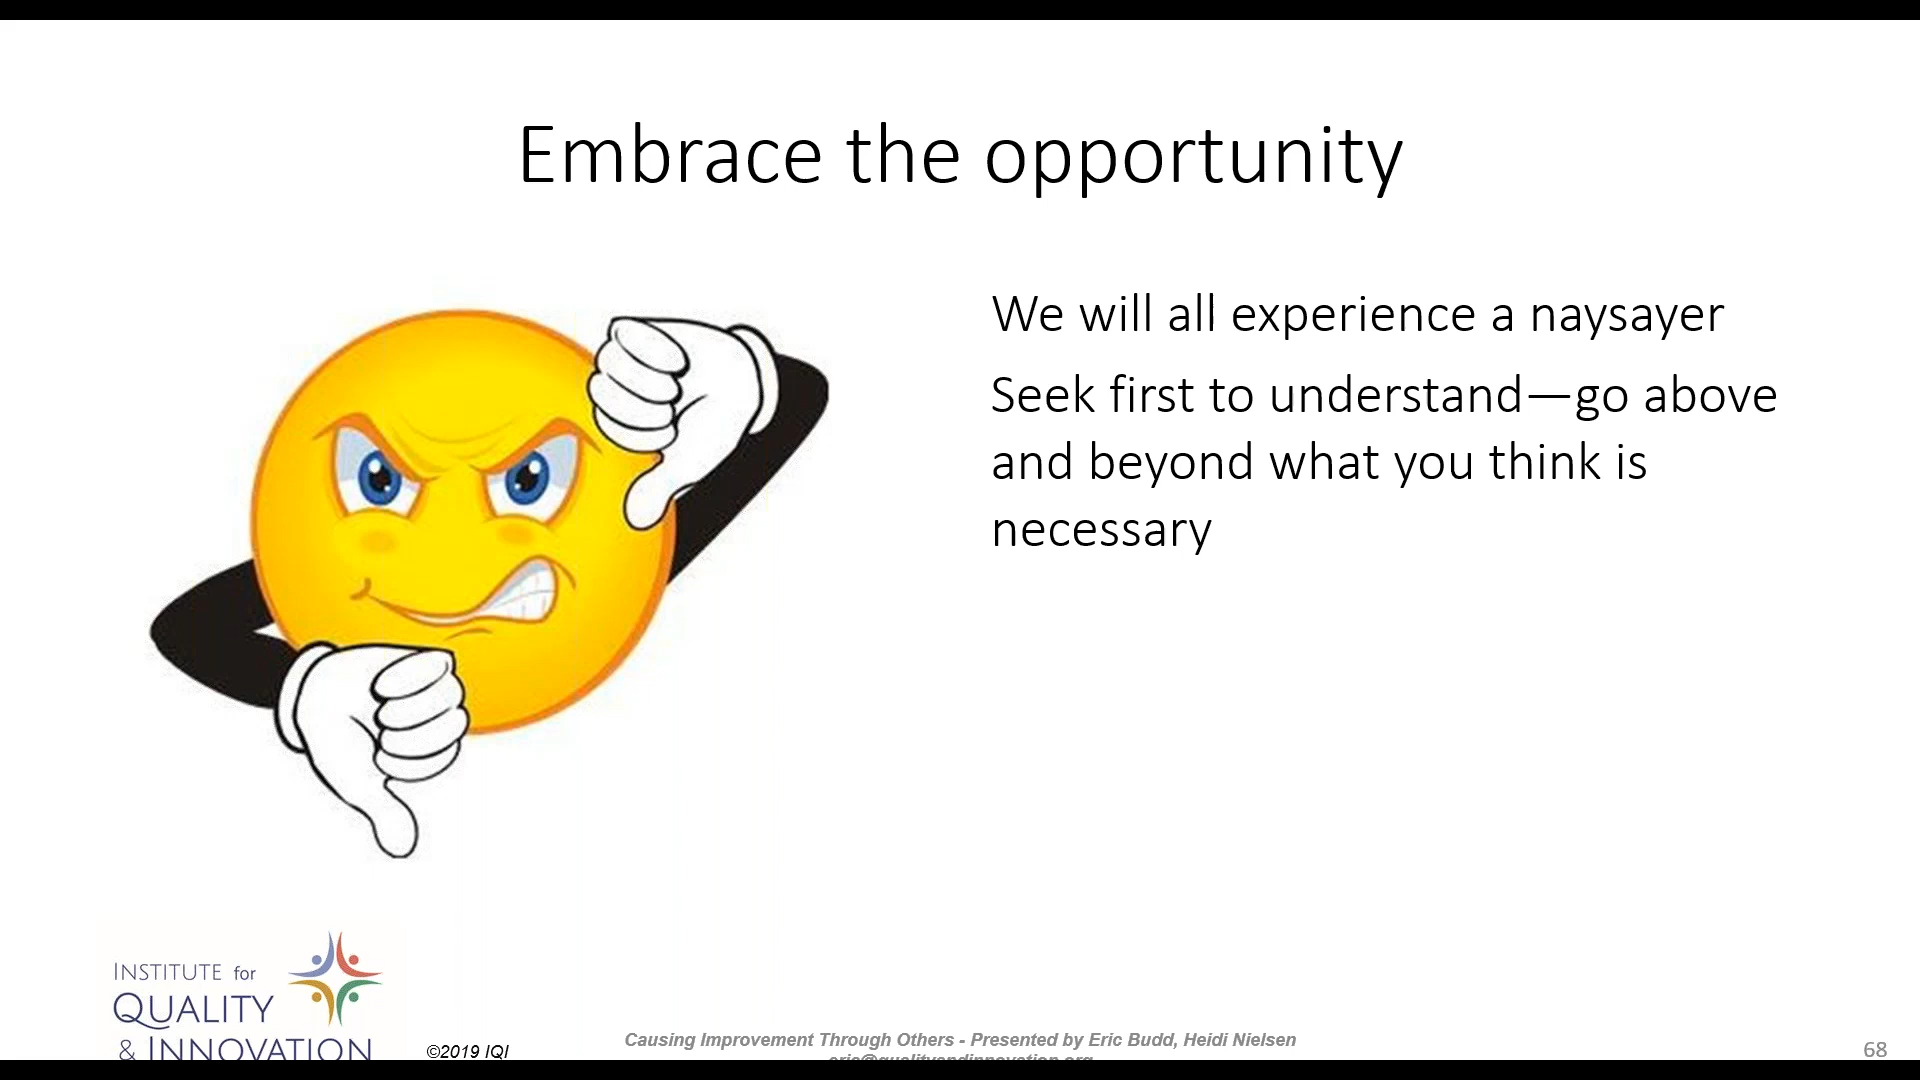 Embrace the opportunity
We will all experience a naysayer
Seek first to understand—go above
and beyond what you think is
necessary
INSTITUTE for
QUALITY
& INNOVATION
©2019 IQI
Causing Improvement Through Others - Presented by Eric Budd, Heidi Nielsen
eric@qualityandinnovation.org
68